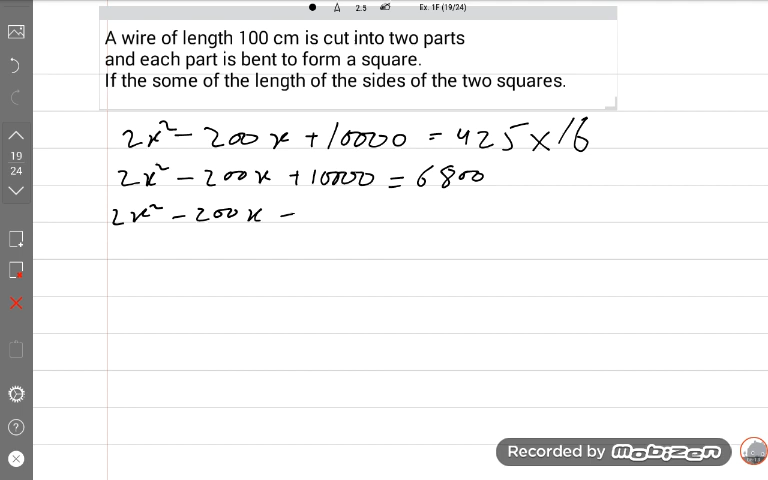 2.5 Ex. 1F (19/24)
A wire of length 100 cm is cut into two parts
and each part is bent to form a square.
If the some of the length of the sides of the two squares.
2x² - 200x + 10000 = 425 × 16
2x² - 200x + 10000 = 6800
2x² - 200x -
19
24
Recorded by mobizen